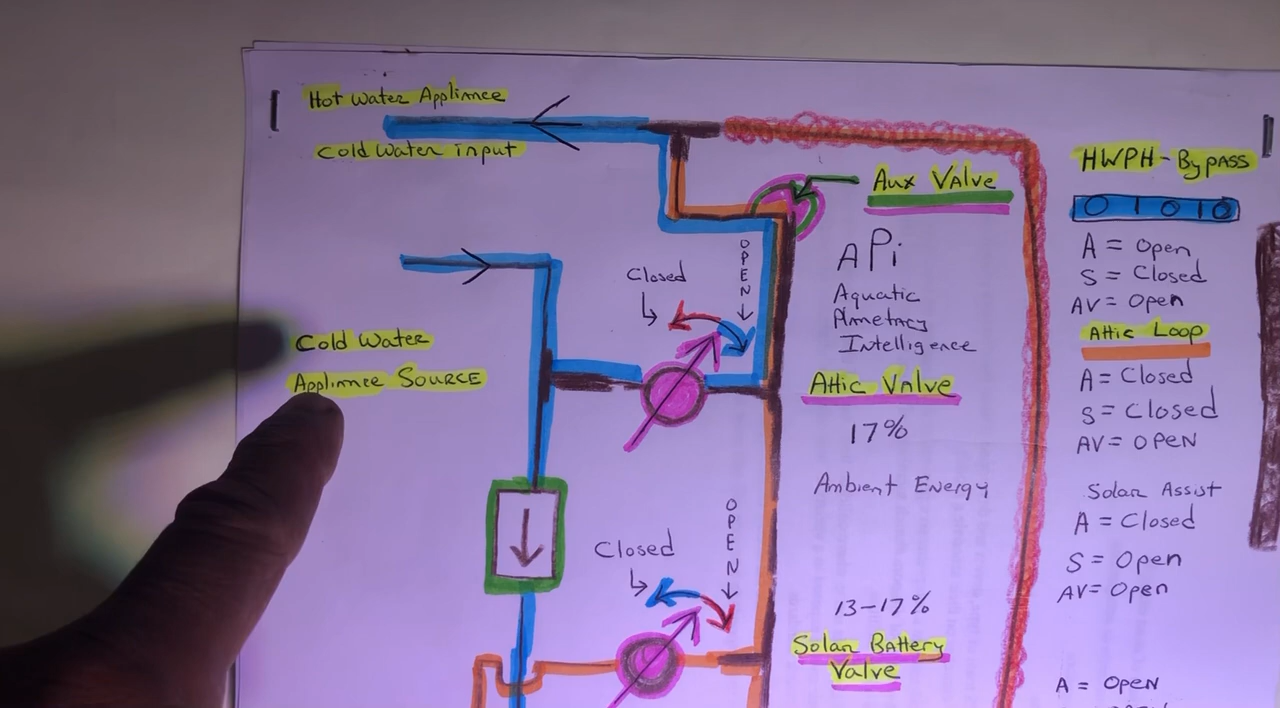 Hot Water Appliance
Cold Water input
Cold Water
Appliance Source
Closed
OPEN
Aux Valve
APi
Aquatic
Planetary
Intelligence
Attic Valve
17%
Ambient Energy
Closed
OPEN
13-17%
Solar Battery
Valve
HWPH-Bypass
0 1 0 1 0
A = Open
S = Closed
AV = Open
Attic Loop
A = Closed
S = Closed
AV = OPEN
Solar Assist
A = Closed
S = Open
AV = Open
A = OPEN